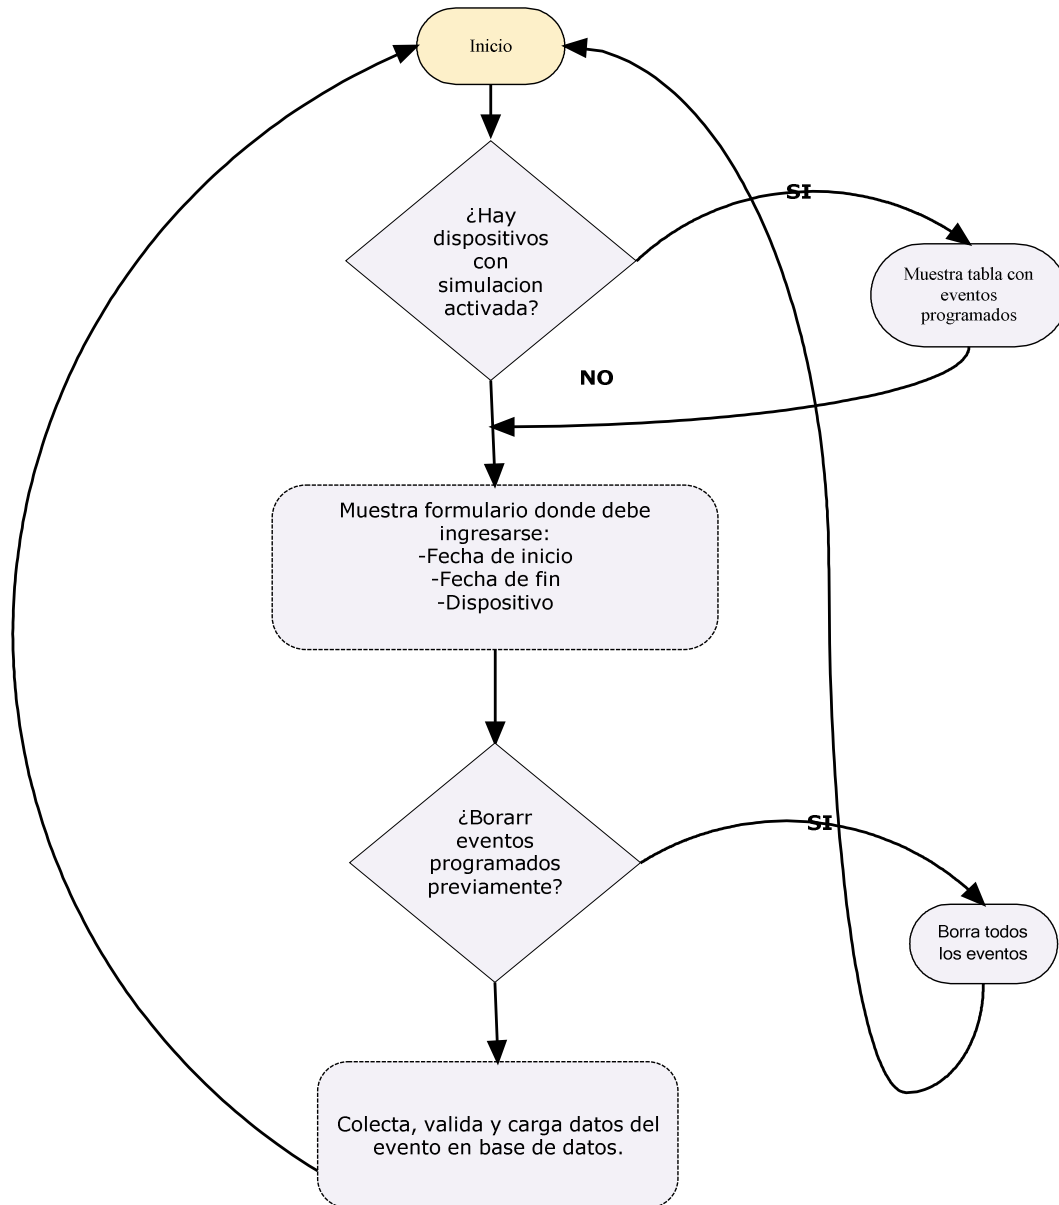 Inicio
¿Hay
dispositivos
con
simulacion
activada?
SI
Muestra tabla con
eventos
programados
NO
Muestra formulario donde debe
ingresarse:
-Fecha de inicio
-Fecha de fin
-Dispositivo
¿Borarr
eventos
programados
previamente?
SI
Borra todos
los eventos
Colecta, valida y carga datos del
evento en base de datos.